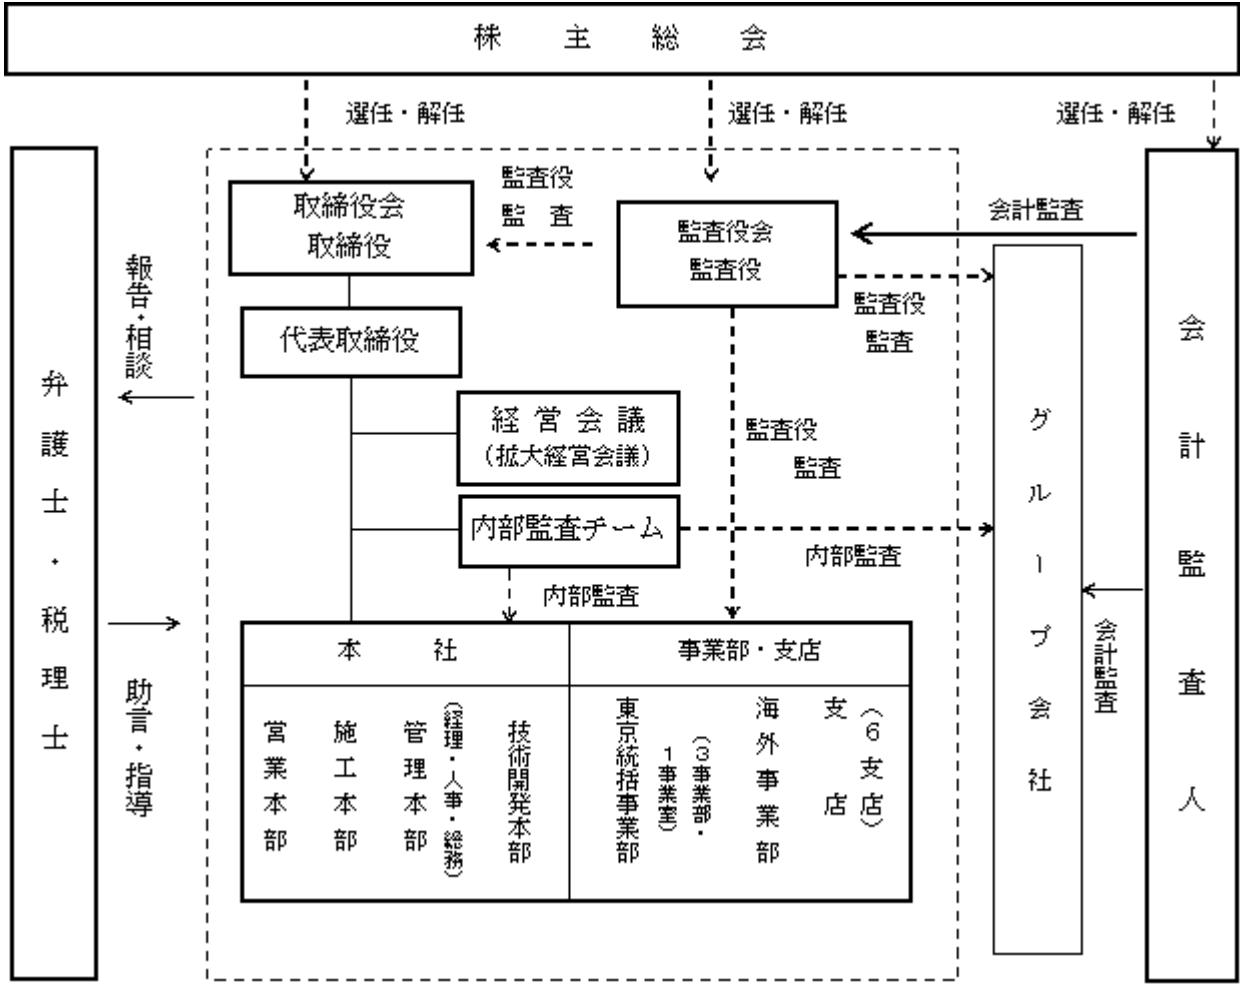 株主総会
選任・解任
選任・解任
選任・解任
弁護士・税理士
報告・相談
助言・指導
取締役会
取締役
監査役
監査
監査役会
監査役
会計監査
監査役
監査
代表取締役
経営会議
(拡大経営会議)
監査役
監査
内部監査チーム
内部監査
内部監査
グループ会社
会計監査
会計監査人
本社
事業部・支店
営業本部
施工本部
管理本部
(経理・人事・総務)
技術開発本部
東京統括事業部
(3事業部・
1事業室)
海外事業部
支店
(6支店)